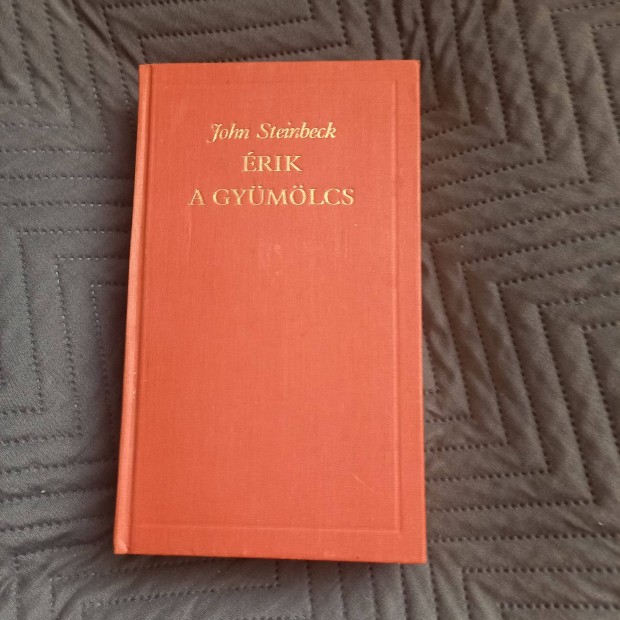 John Steinbeck
ÉRIK
A GYÜMÖLCS